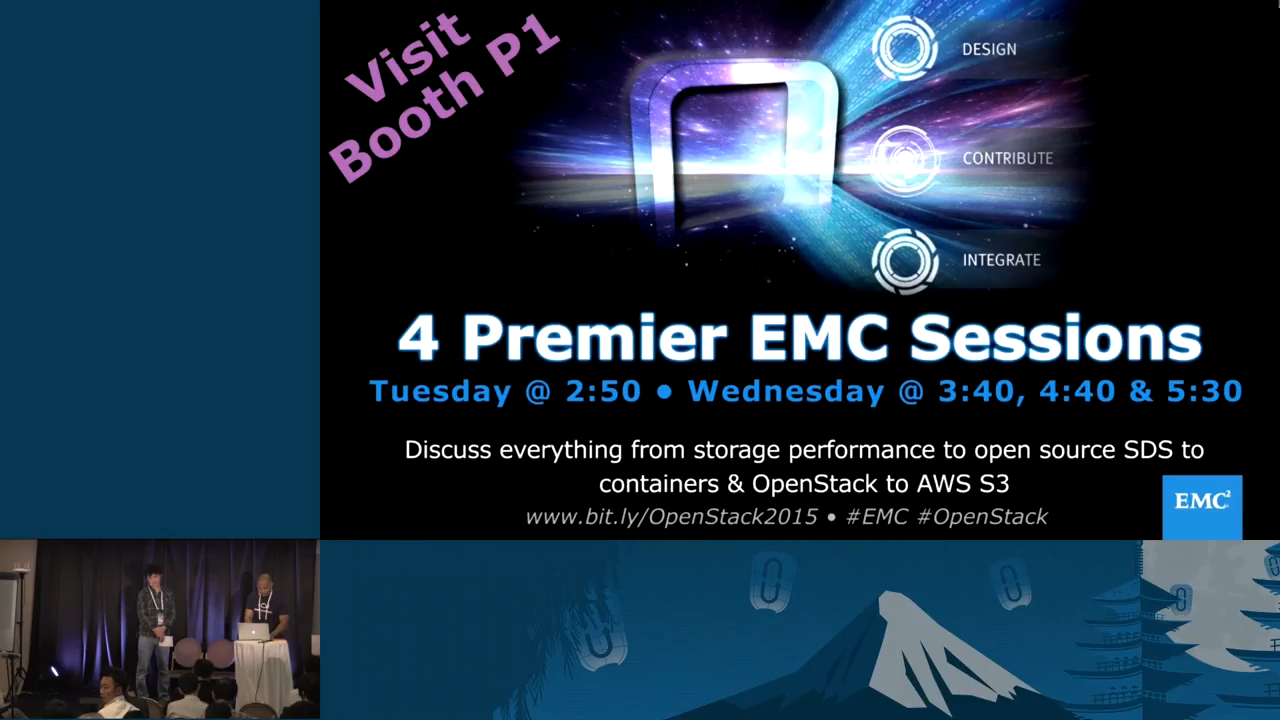 Visit
Booth P1
DESIGN
CONTRIBUTE
INTEGRATE
4 Premier EMC Sessions
Tuesday @ 2:50 • Wednesday @ 3:40, 4:40 & 5:30
Discuss everything from storage performance to open source SDS to
containers & OpenStack to AWS S3
www.bit.ly/OpenStack2015 • #EMC #OpenStack
EMC²